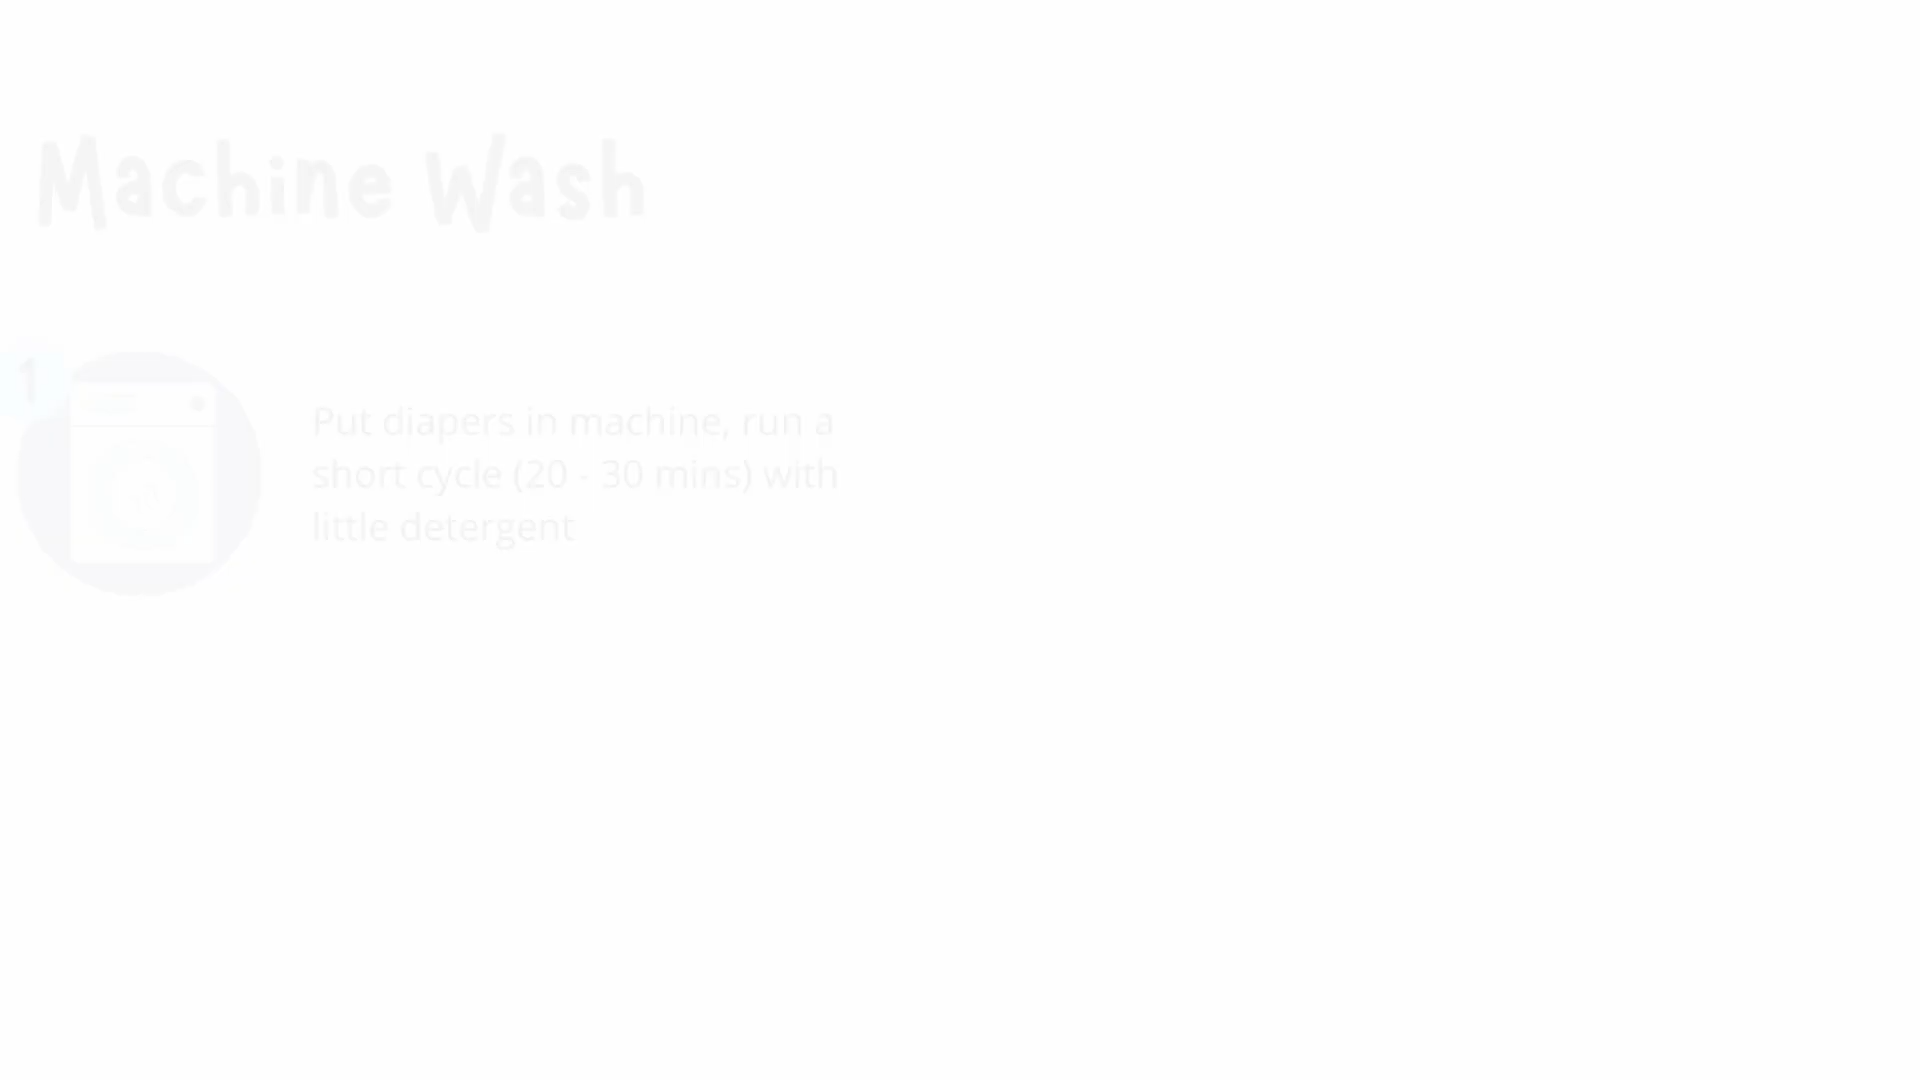 Machine Wash
1
Put diapers in machine, run a
short cycle (20 - 30 mins) with
little detergent